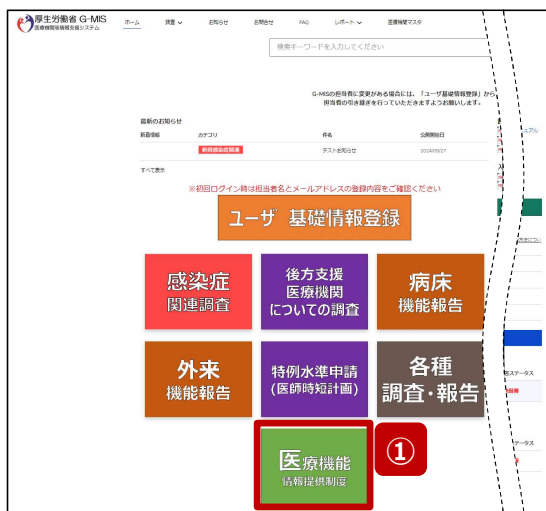 厚生労働省 G-MIS
医療機関等情報支援システム
ホーム 調査 お知らせ お問合せ FAQ レポート 医療機関マスタ
検索キーワードを入力してください
G-MISの担当者に変更がある場合には、「ユーザ基礎情報登録」から
担当者の引き継ぎを行っていただきますようお願いします。
最新のお知らせ
新着情報 カテゴリ 件名 公開開始日
新興感染症関連 テストお知らせ 2024/09/27
すべて表示
※初回ログイン時は担当者名とメールアドレスの登録内容をご確認ください
ユーザ 基礎情報登録
感染症
関連調査
後方支援
医療機関
についての調査
病床
機能報告
外来
機能報告
特例水準申請
(医師時短計画)
各種
調査・報告
医療機能
情報提供制度
①